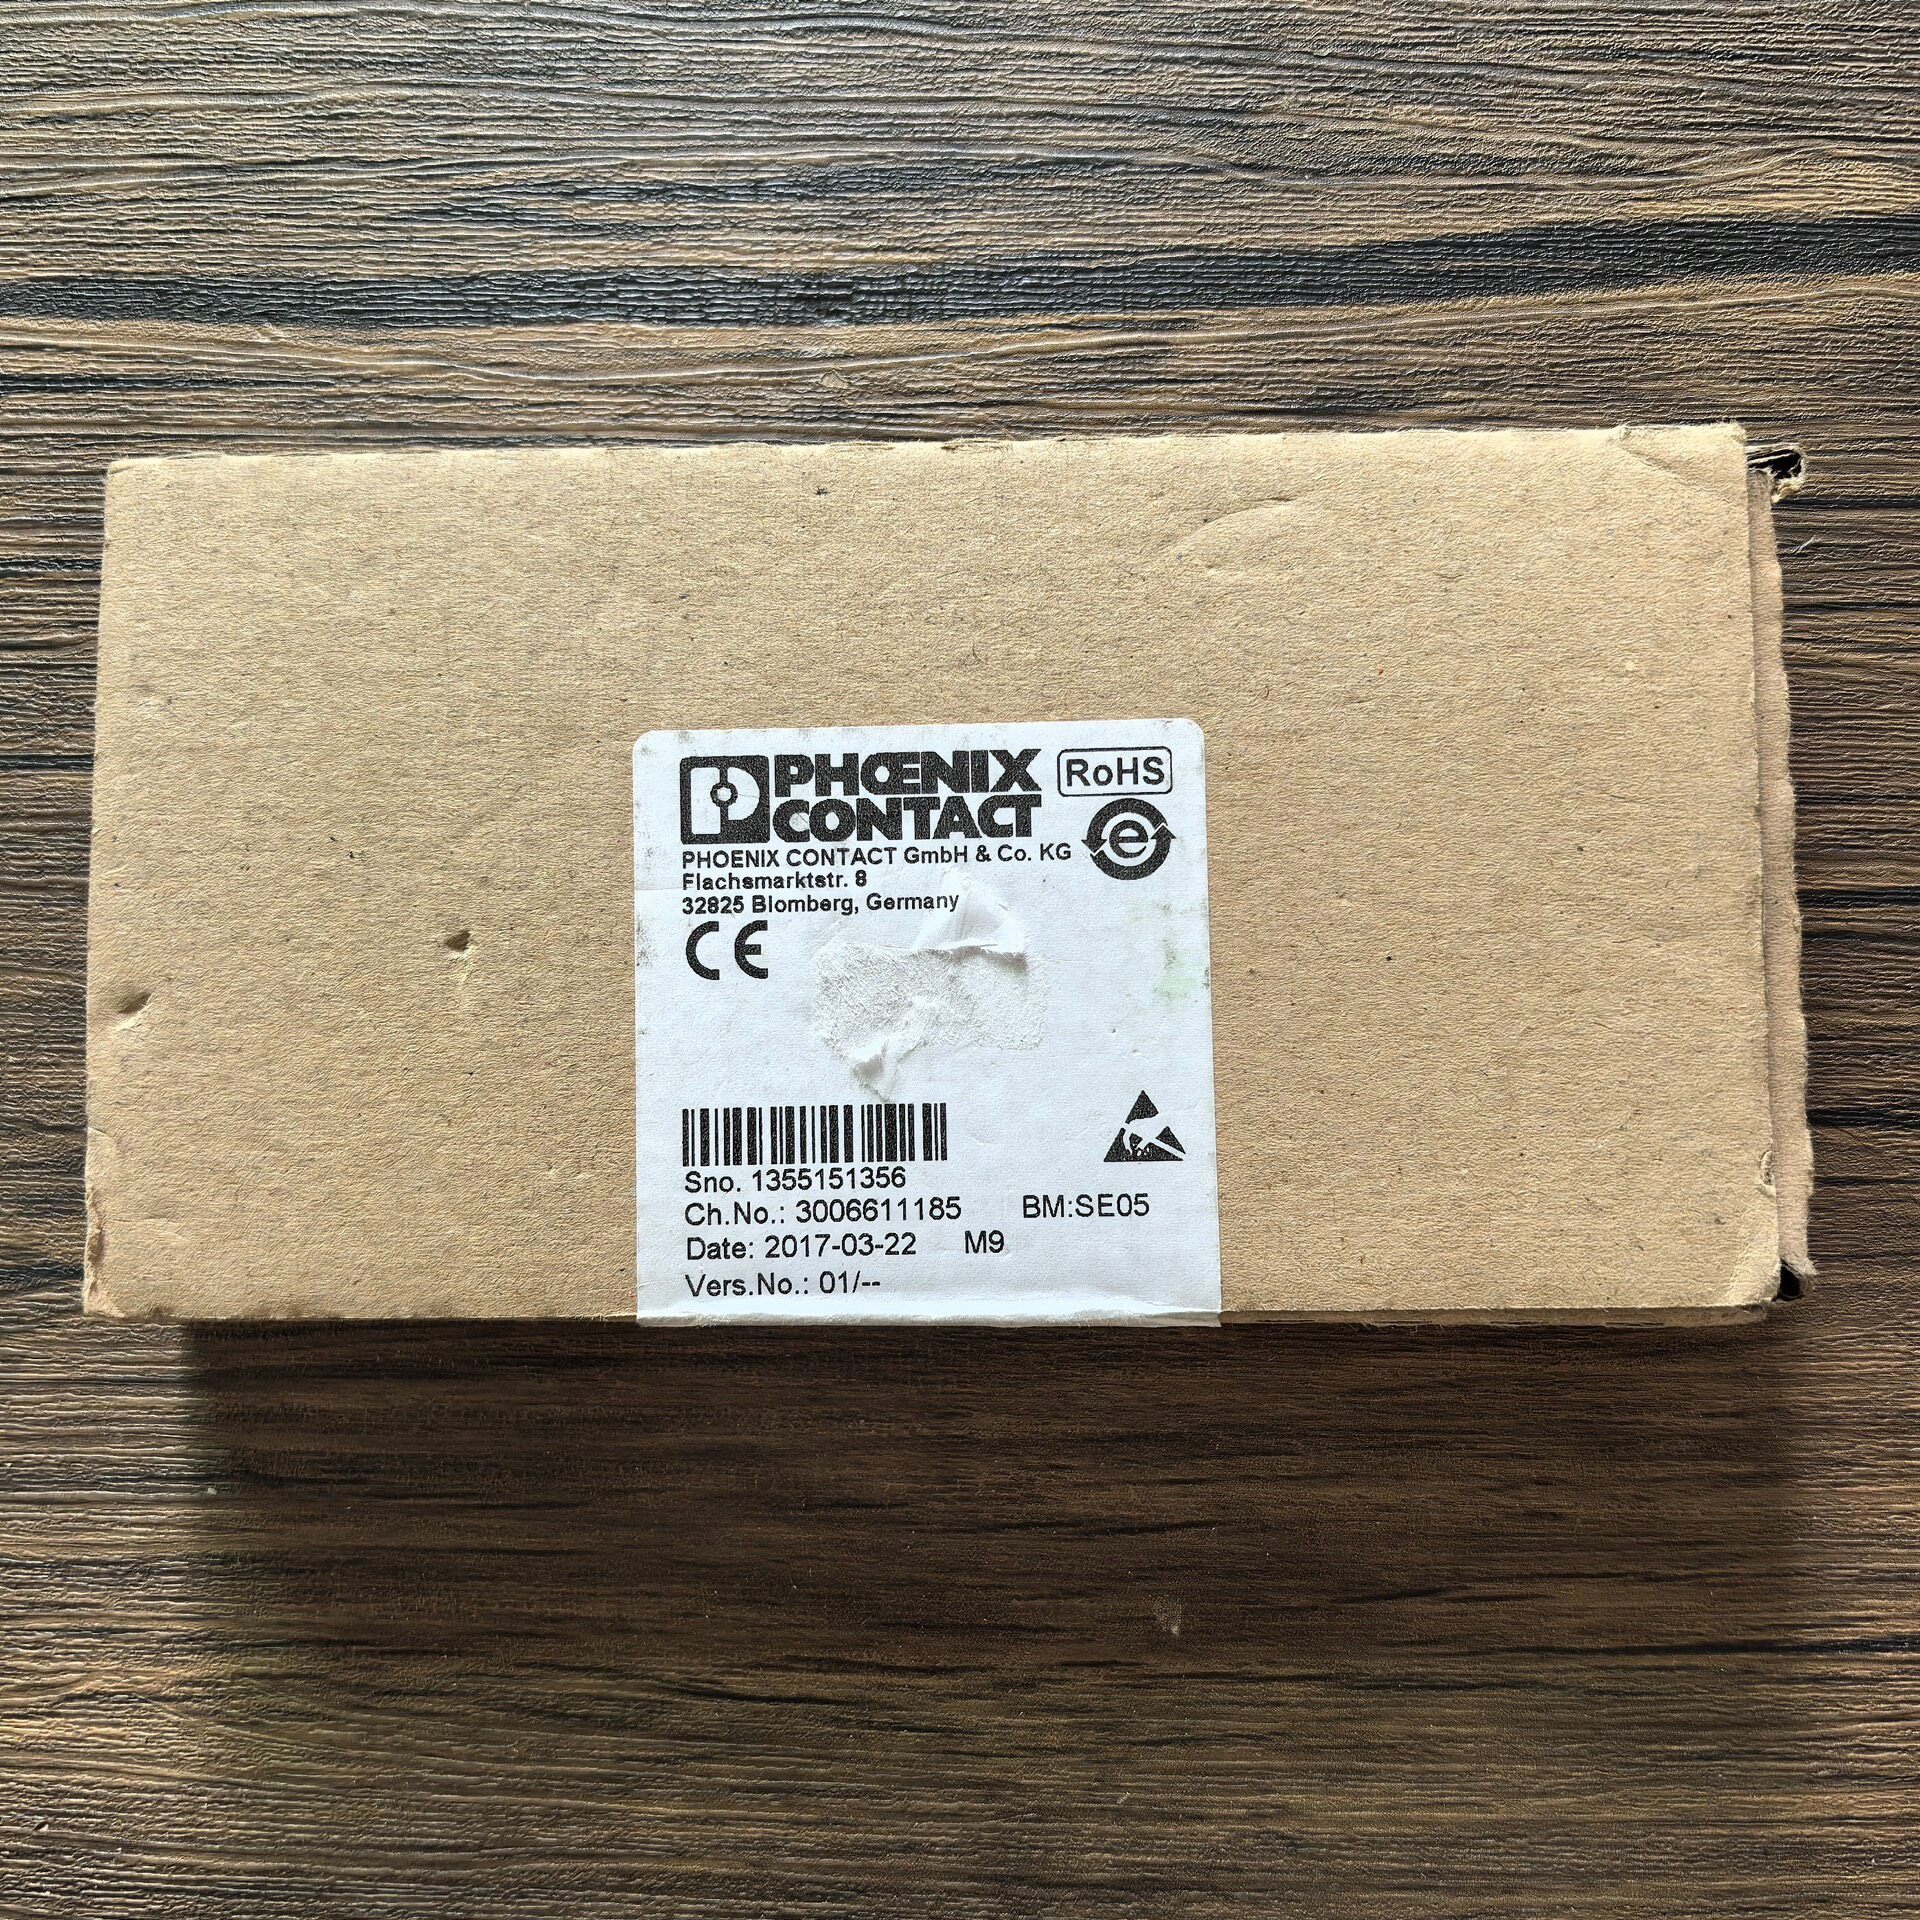 PHŒNIX
CONTACT
RoHS
e
PHOENIX CONTACT GmbH & Co. KG
Flachsmarktstr. 8
32825 Blomberg, Germany
CE
Sno. 1355151356
Ch.No.: 3006611185 BM:SE05
Date: 2017-03-22 M9
Vers.No.: 01/--